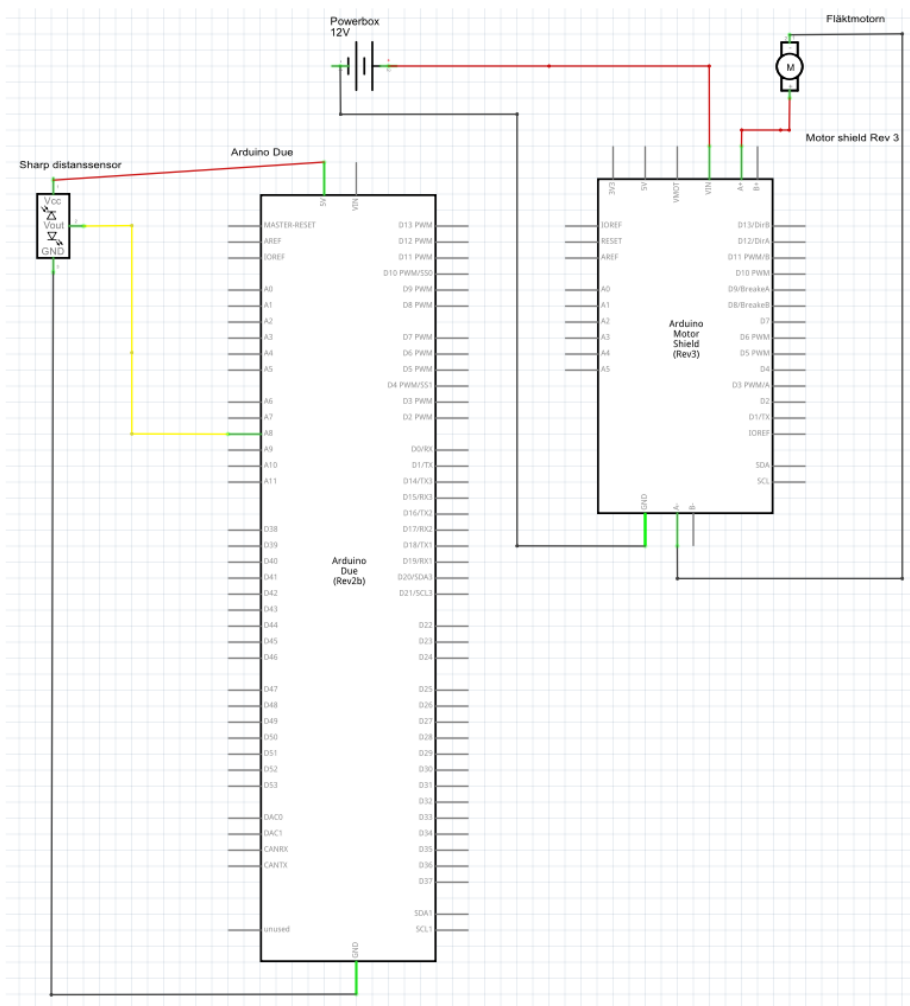 Powerbox
12V
Fläktmotorn
M
Motor shield Rev 3
Sharp distanssensor
Arduino Due
Vcc
Vout
GND
5V
VIN
MASTER-RESET
AREF
IOREF
A0
A1
A2
A3
A4
A5
A6
A7
A8
A9
A10
A11
D38
D39
D40
D41
D42
D43
D44
D45
D46
D47
D48
D49
D50
D51
D52
D53
DAC0
DAC1
CANRX
CANTX
unused
Arduino
Due
(Rev2b)
D13 PWM
D12 PWM
D11 PWM
D10 PWM/SS0
D9 PWM
D8 PWM
D7 PWM
D6 PWM
D5 PWM
D4 PWM/SS1
D3 PWM
D2 PWM
D0/RX
D1/TX
D14/TX3
D15/RX3
D16/TX2
D17/RX2
D18/TX1
D19/RX1
D20/SDA3
D21/SCL3
D22
D23
D24
D25
D26
D27
D28
D29
D30
D31
D32
D33
D34
D35
D36
D37
SDA1
SCL1
GND
3V3
5V
VMOT
VIN
A+
B+
IOREF
RESET
AREF
A0
A1
A2
A3
A4
A5
Arduino
Motor
Shield
(Rev3)
D13/DirB
D12/DirA
D11 PWM/B
D10 PWM
D9/BreakeA
D8/BreakeB
D7
D6 PWM
D5 PWM
D4
D3 PWM/A
D2
D1/TX
IOREF
SDA
SCL
GND
A-
B-